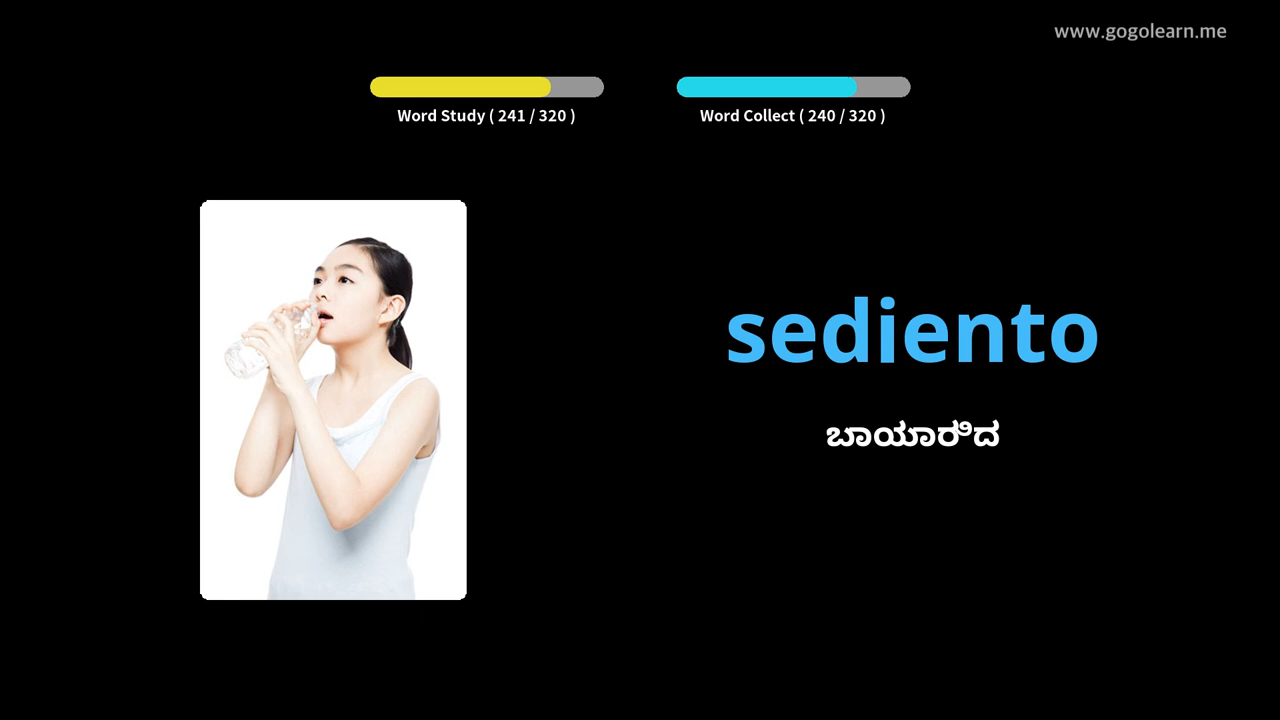 www.gogolearn.me
Word Study ( 241 / 320 )
Word Collect ( 240 / 320 )
sediento
ಬಾಯಾರಿದ